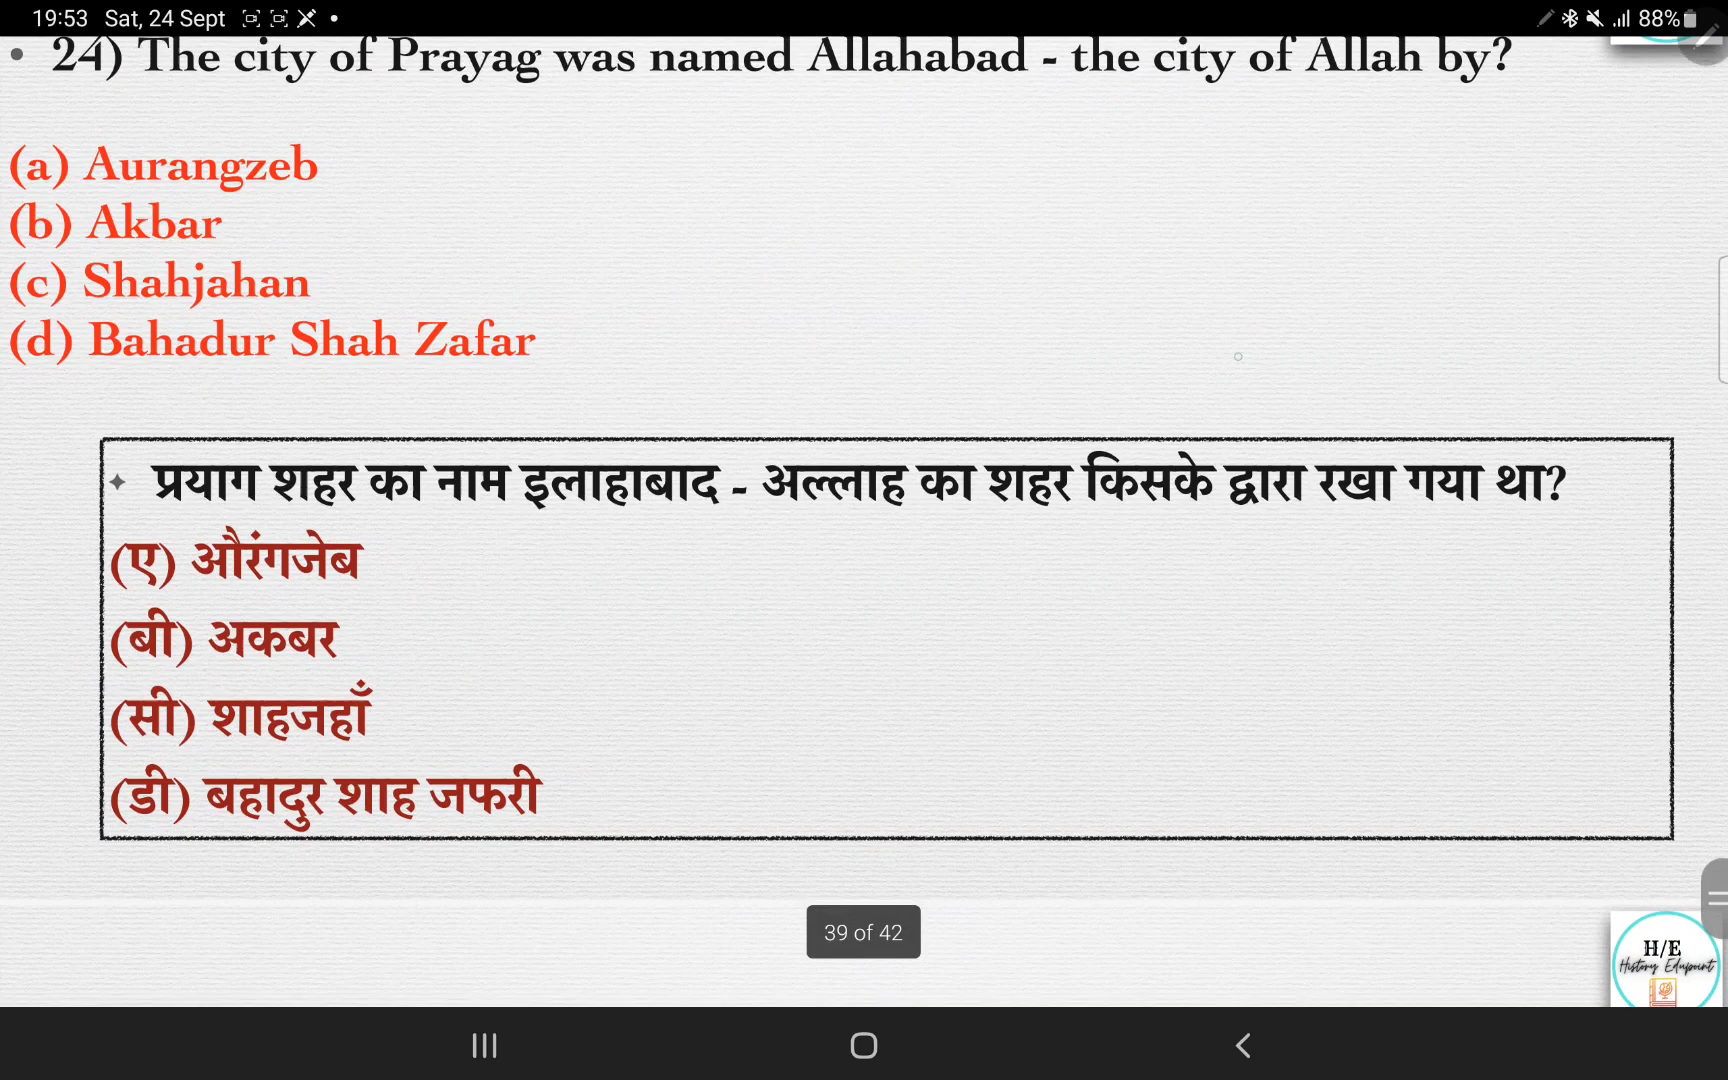 19:53 Sat, 24 Sept
88%
• 24) The city of Prayag was named Allahabad - the city of Allah by?
(a) Aurangzeb
(b) Akbar
(c) Shahjahan
(d) Bahadur Shah Zafar
प्रयाग शहर का नाम इलाहाबाद - अल्लाह का शहर किसके द्वारा रखा गया था?
(ए) औरंगजेब
(बी) अकबर
(सी) शाहजहाँ
(डी) बहादुर शाह जफरी
39 of 42
H/E
History Edupoint